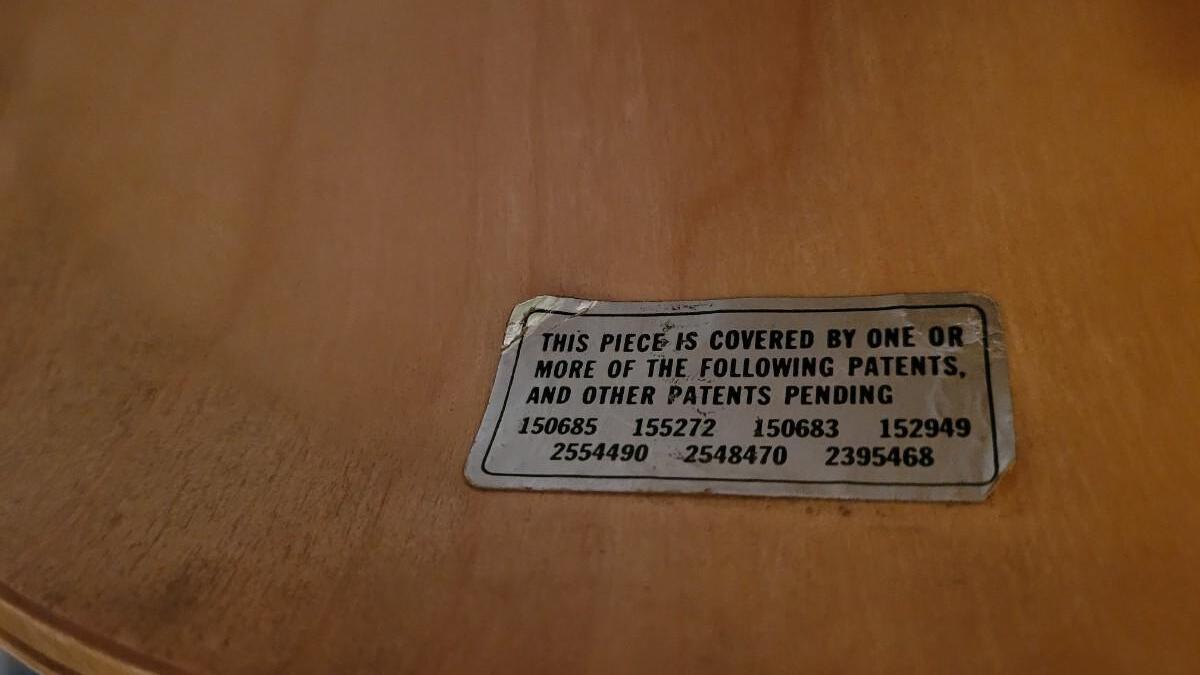 THIS PIECE IS COVERED BY ONE OR
MORE OF THE FOLLOWING PATENTS,
AND OTHER PATENTS PENDING
150685 155272 150683 152949
2554490 2548470 2395468